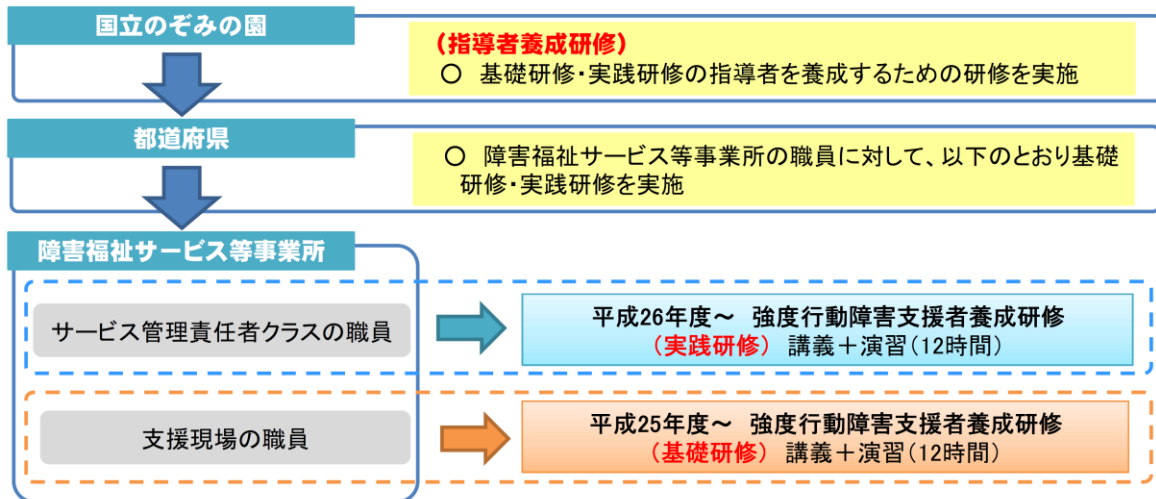 国立のぞみの園
(指導者養成研修)
○ 基礎研修・実践研修の指導者を養成するための研修を実施
都道府県
○ 障害福祉サービス等事業所の職員に対して、以下のとおり基礎
研修・実践研修を実施
障害福祉サービス等事業所
サービス管理責任者クラスの職員
平成26年度～ 強度行動障害支援者養成研修
(実践研修) 講義＋演習(12時間)
支援現場の職員
平成25年度～ 強度行動障害支援者養成研修
(基礎研修) 講義＋演習(12時間)